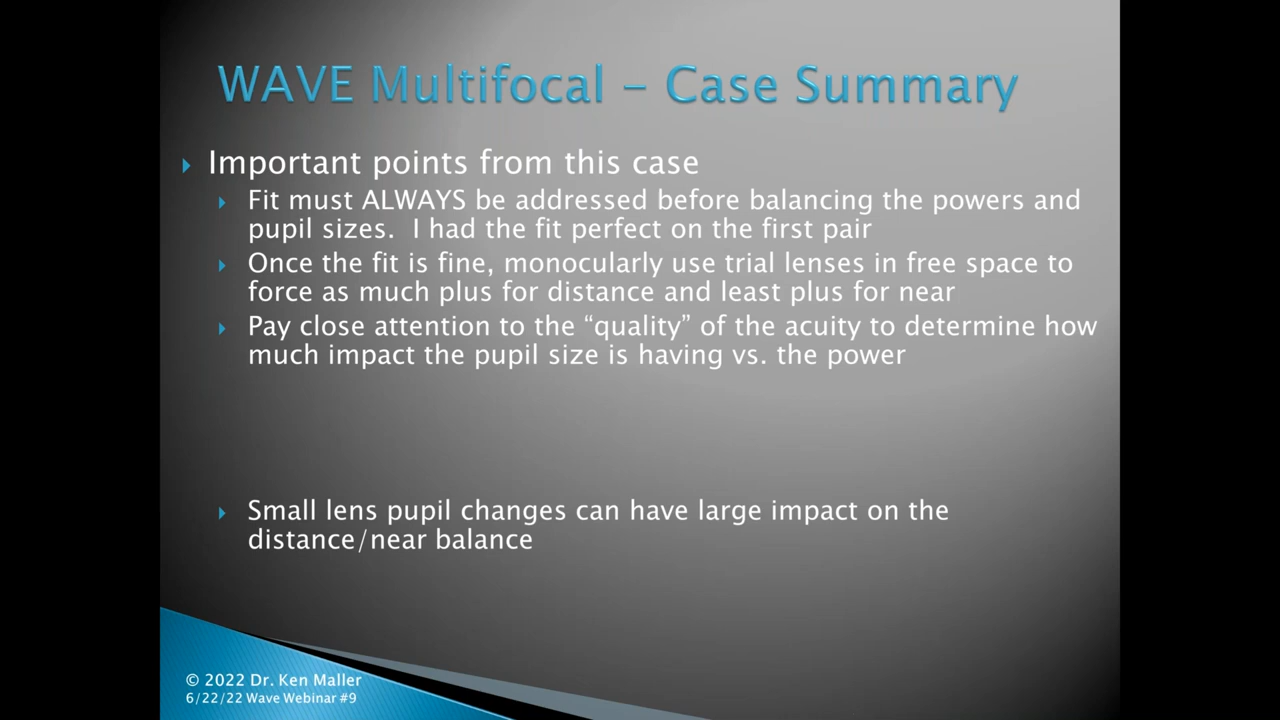 WAVE Multifocal – Case Summary
Important points from this case
Fit must ALWAYS be addressed before balancing the powers and
pupil sizes.  I had the fit perfect on the first pair
Once the fit is fine, monocularly use trial lenses in free space to
force as much plus for distance and least plus for near
Pay close attention to the “quality” of the acuity to determine how
much impact the pupil size is having vs. the power
Small lens pupil changes can have large impact on the
distance/near balance
© 2022 Dr. Ken Maller
6/22/22 Wave Webinar #9